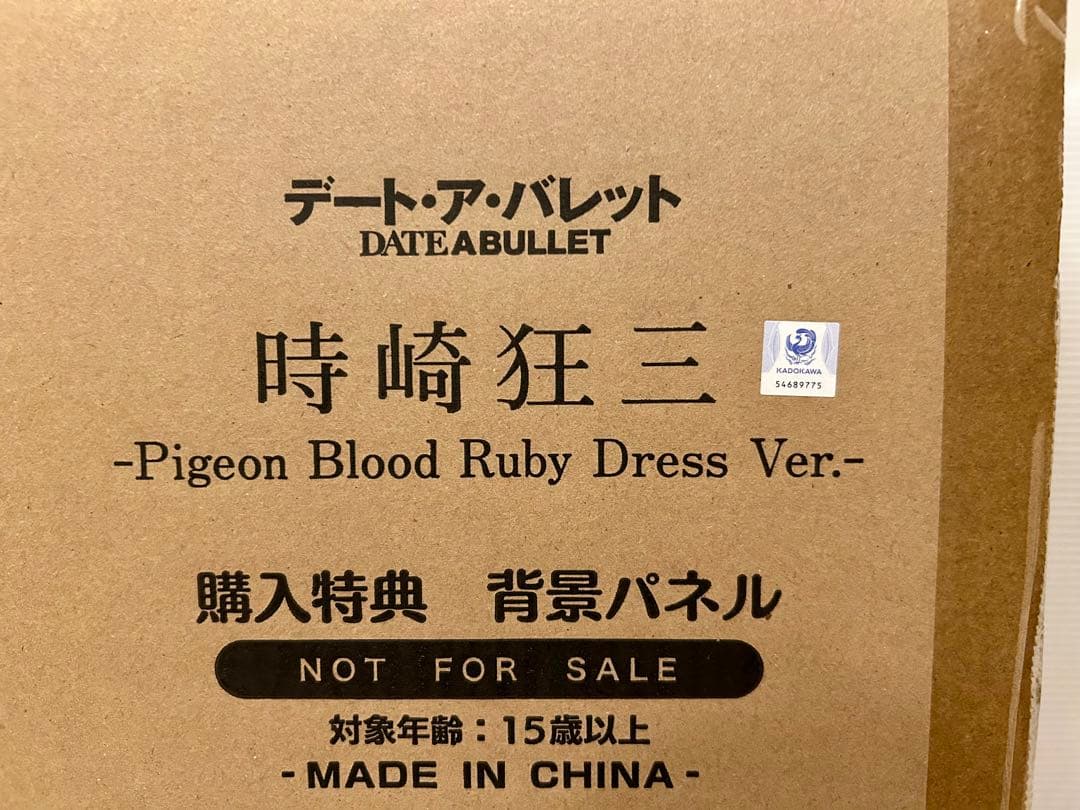 デート・ア・バレット
DATE A BULLET
時崎狂三
KADOKAWA
54689775
-Pigeon Blood Ruby Dress Ver.-
購入特典 背景パネル
NOT FOR SALE
対象年齢：15歳以上
- MADE IN CHINA -